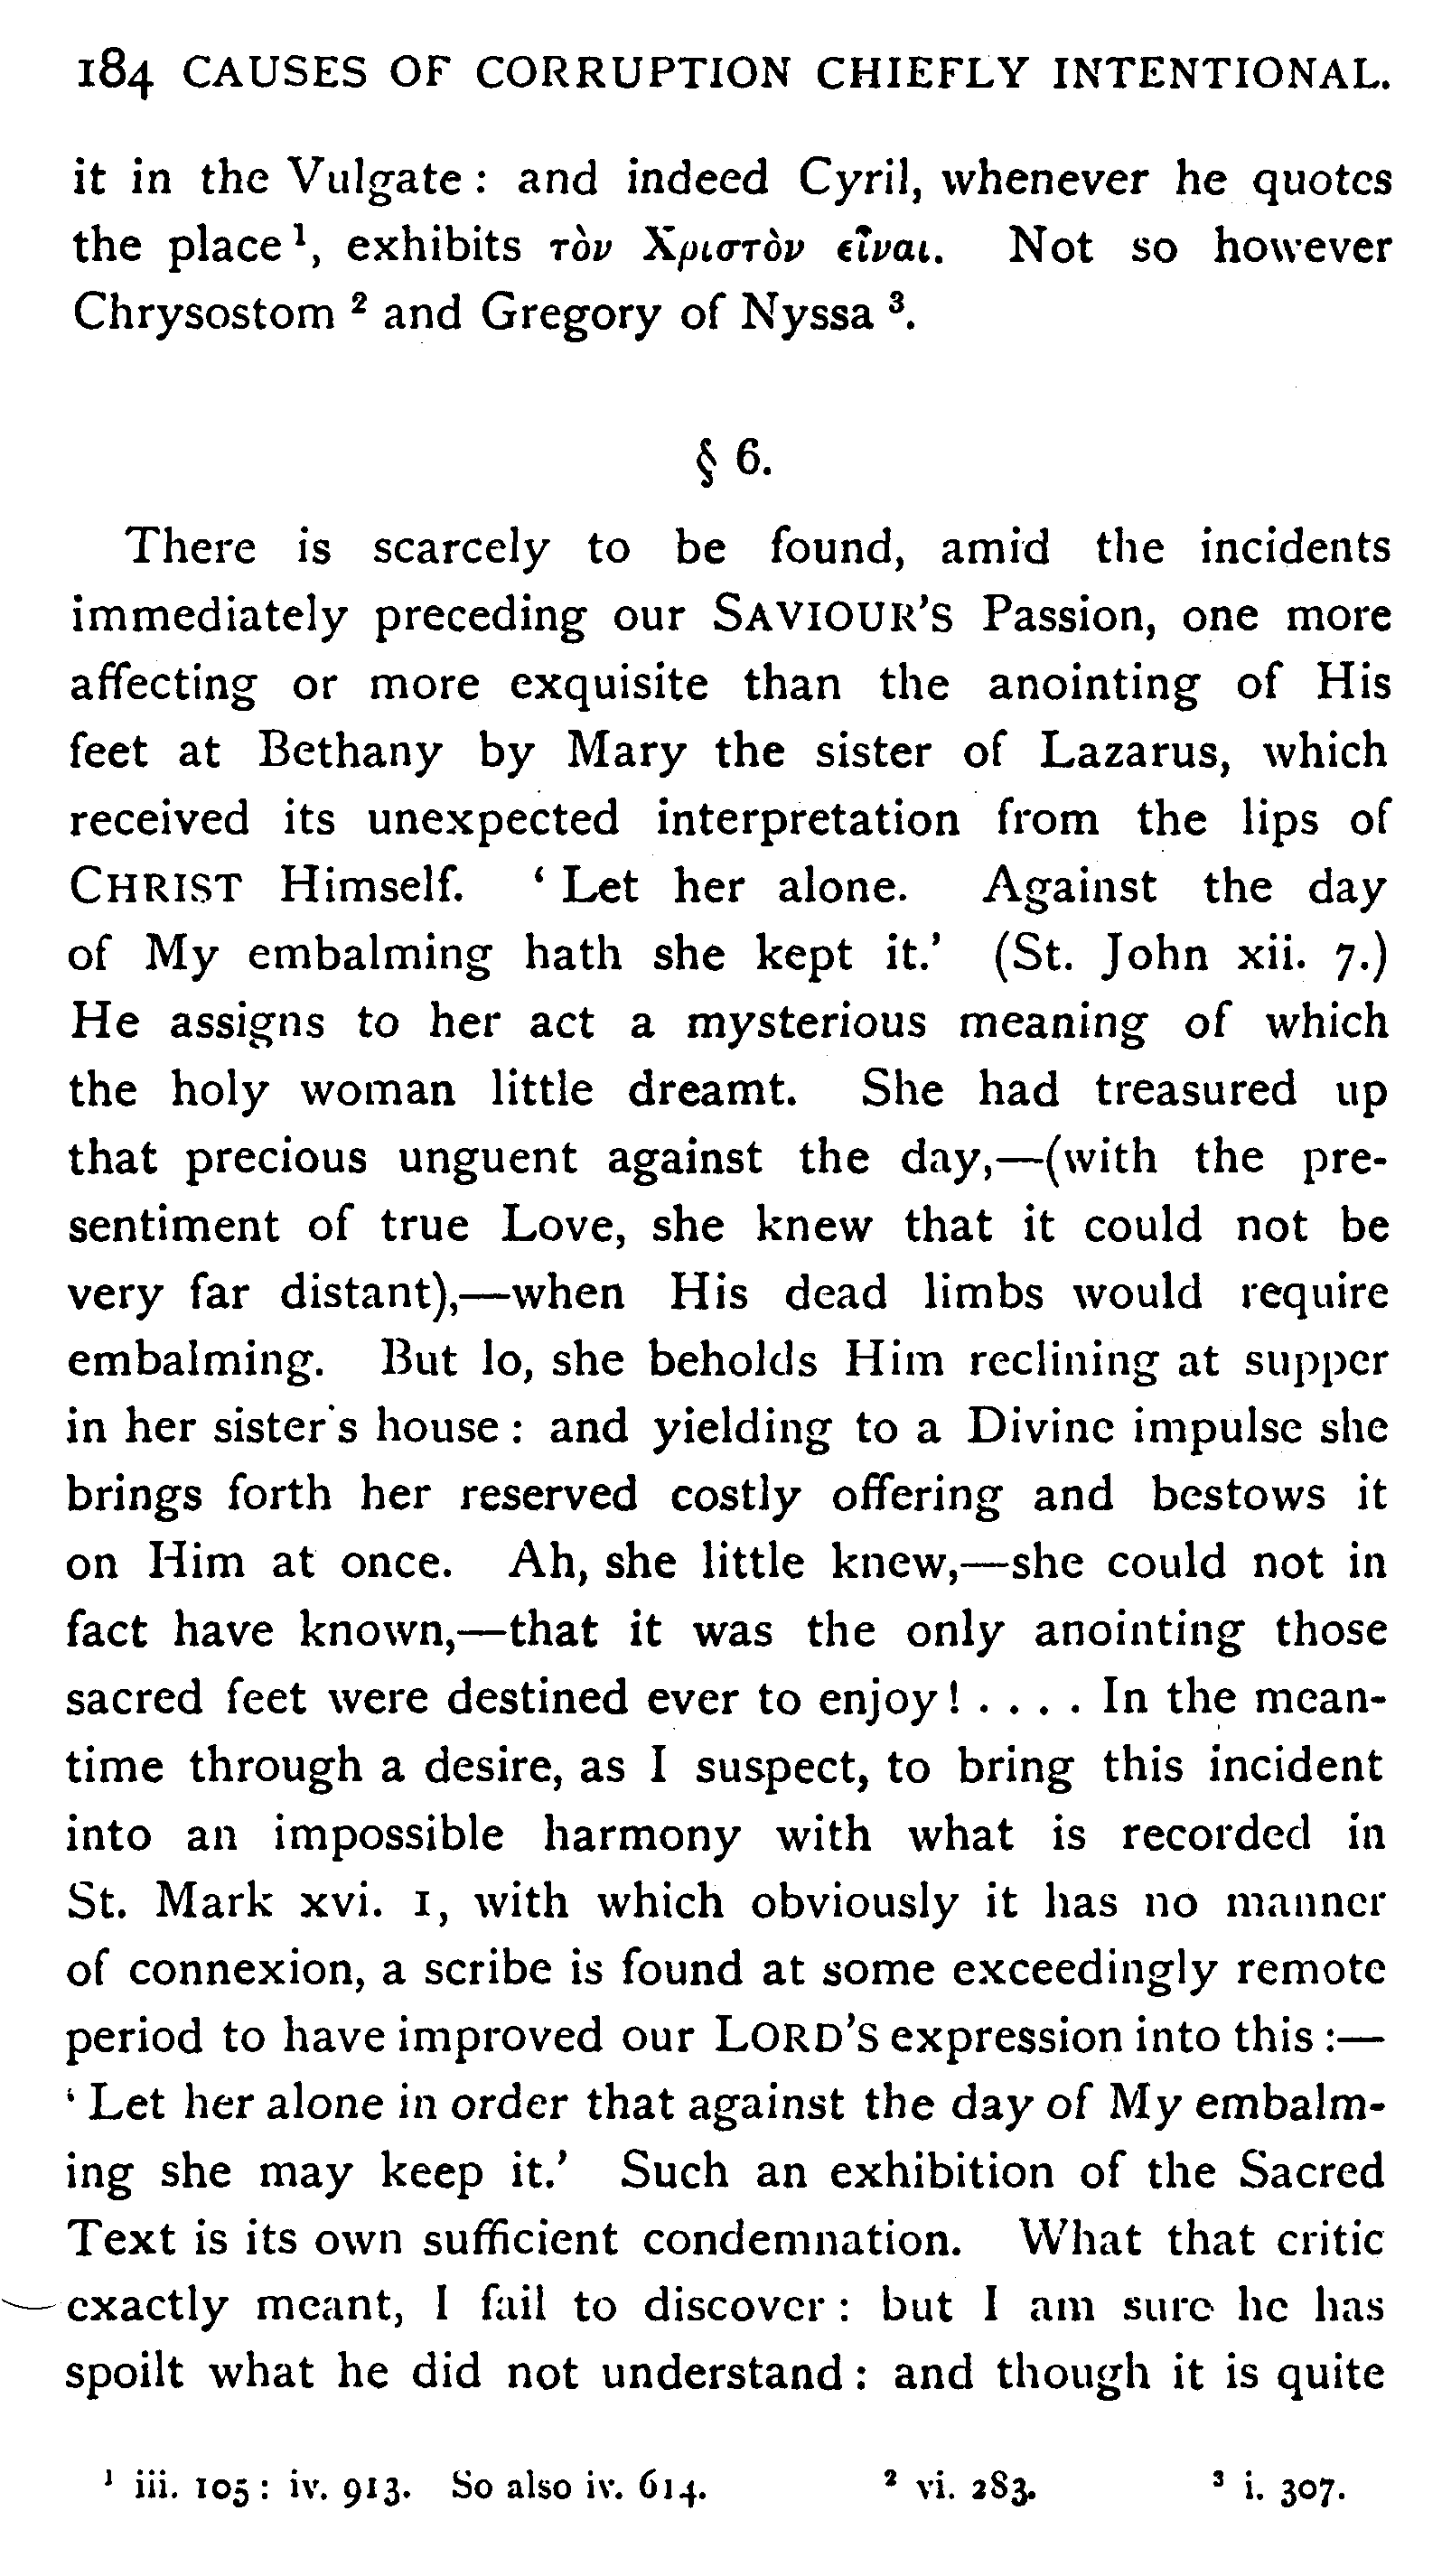 184 CAUSES OF CORRUPTION CHIEFLY INTENTIONAL.
it in the Vulgate : and indeed Cyril, whenever he quotes
the place ¹, exhibits τὸν Χριστὸν εἶναι. Not so however
Chrysostom ² and Gregory of Nyssa ³.
§ 6.
There is scarcely to be found, amid the incidents
immediately preceding our SAVIOUR'S Passion, one more
affecting or more exquisite than the anointing of His
feet at Bethany by Mary the sister of Lazarus, which
received its unexpected interpretation from the lips of
CHRIST Himself. ‘ Let her alone. Against the day
of My embalming hath she kept it.’ (St. John xii. 7.)
He assigns to her act a mysterious meaning of which
the holy woman little dreamt. She had treasured up
that precious unguent against the day,—(with the pre-
sentiment of true Love, she knew that it could not be
very far distant),—when His dead limbs would require
embalming. But lo, she beholds Him reclining at supper
in her sister's house : and yielding to a Divine impulse she
brings forth her reserved costly offering and bestows it
on Him at once. Ah, she little knew,—she could not in
fact have known,—that it was the only anointing those
sacred feet were destined ever to enjoy ! . . . . In the mean-
time through a desire, as I suspect, to bring this incident
into an impossible harmony with what is recorded in
St. Mark xvi. 1, with which obviously it has no manner
of connexion, a scribe is found at some exceedingly remote
period to have improved our LORD'S expression into this :—
‘ Let her alone in order that against the day of My embalm-
ing she may keep it.’ Such an exhibition of the Sacred
Text is its own sufficient condemnation. What that critic
exactly meant, I fail to discover : but I am sure he has
spoilt what he did not understand : and though it is quite
¹ iii. 105 : iv. 913. So also iv. 614. ² vi. 283. ³ i. 307.